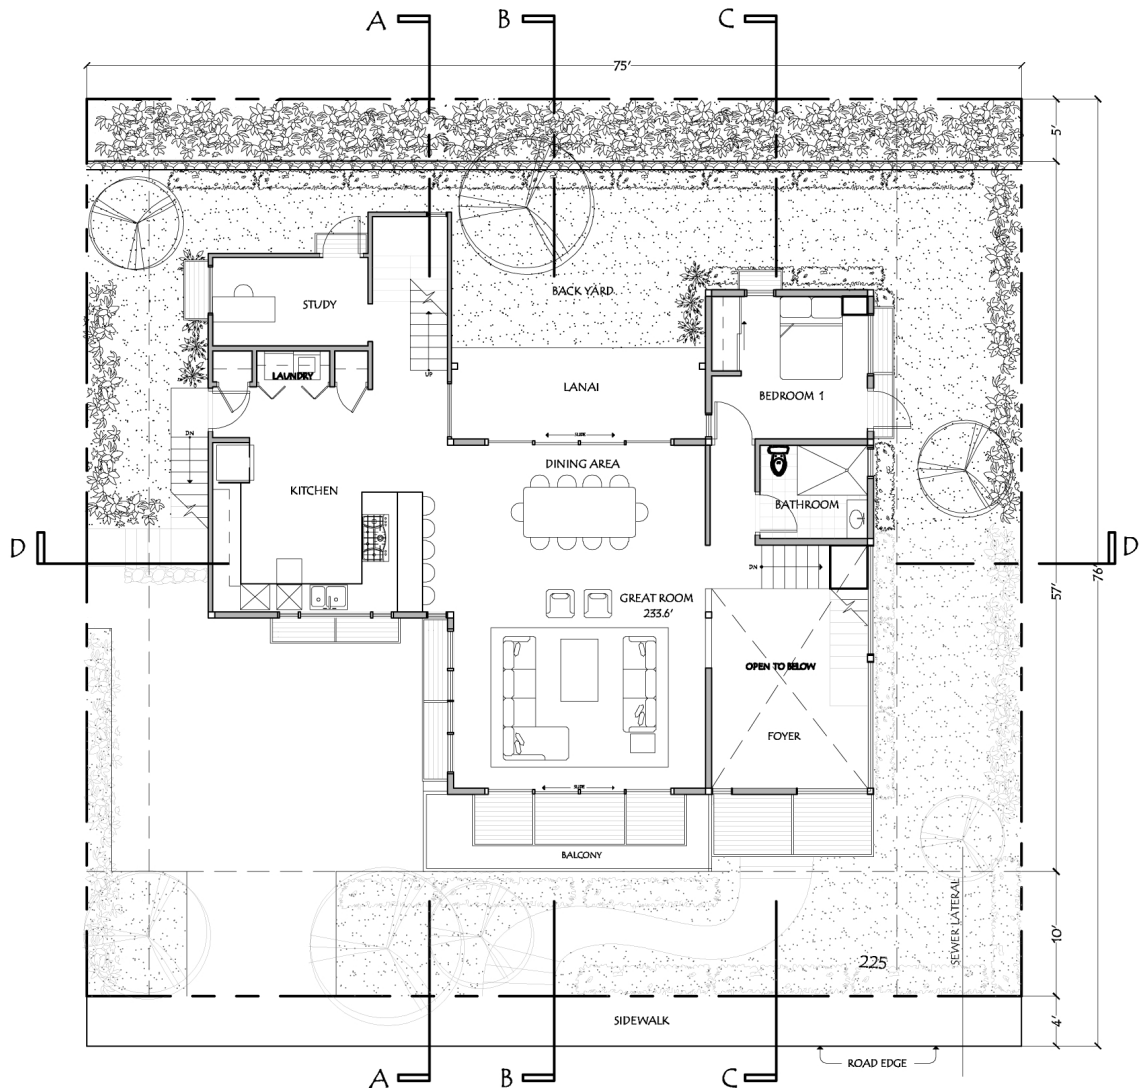 A B C
75'
5'
BACK YARD
STUDY
UP
LAUNDRY
LANAI
BEDROOM 1
DN
SLIDE
DINING AREA
KITCHEN
BATHROOM
D D
DN
76'
57'
GREAT ROOM
233.6'
OPEN TO BELOW
FOYER
SLIDE
BALCONY
SEWER LATERAL
10'
225
SIDEWALK
4'
ROAD EDGE
A B C